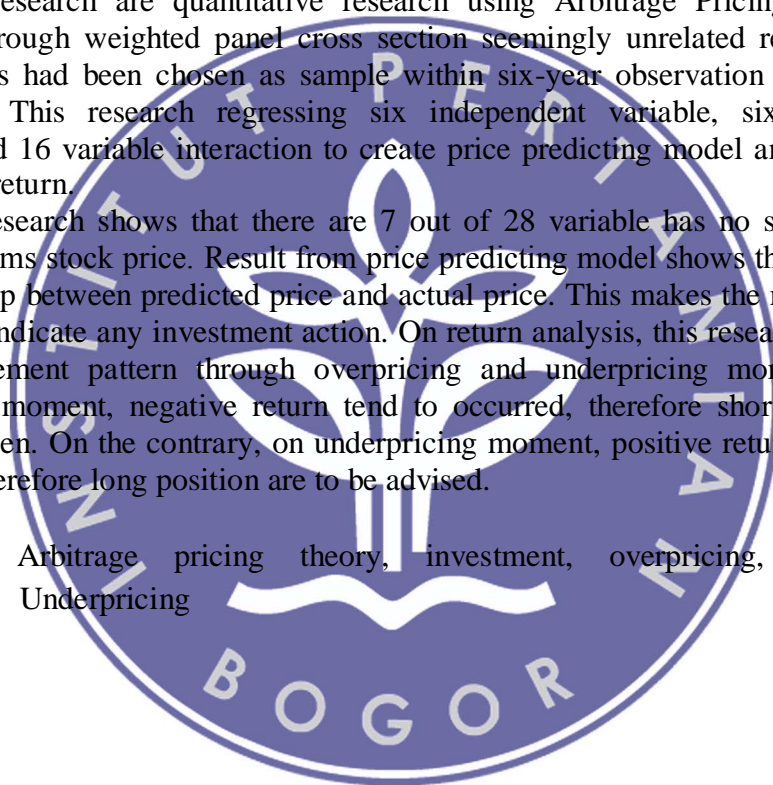 esearch are quantitative research using Arbitrage Pricing
rough weighted panel cross section seemingly unrelated re
s had been chosen as sample within six-year observation
This research regressing six independent variable, six
d 16 variable interaction to create price predicting model an
return.
esearch shows that there are 7 out of 28 variable has no s
ms stock price. Result from price predicting model shows th
p between predicted price and actual price. This makes the
ndicate any investment action. On return analysis, this resea
ement pattern through overpricing and underpricing mo
moment, negative return tend to occurred, therefore shor
en. On the contrary, on underpricing moment, positive retu
erefore long position are to be advised.
Arbitrage pricing theory, investment, overpricing,
Underpricing
INSTITUT PERTANIAN
BOGOR